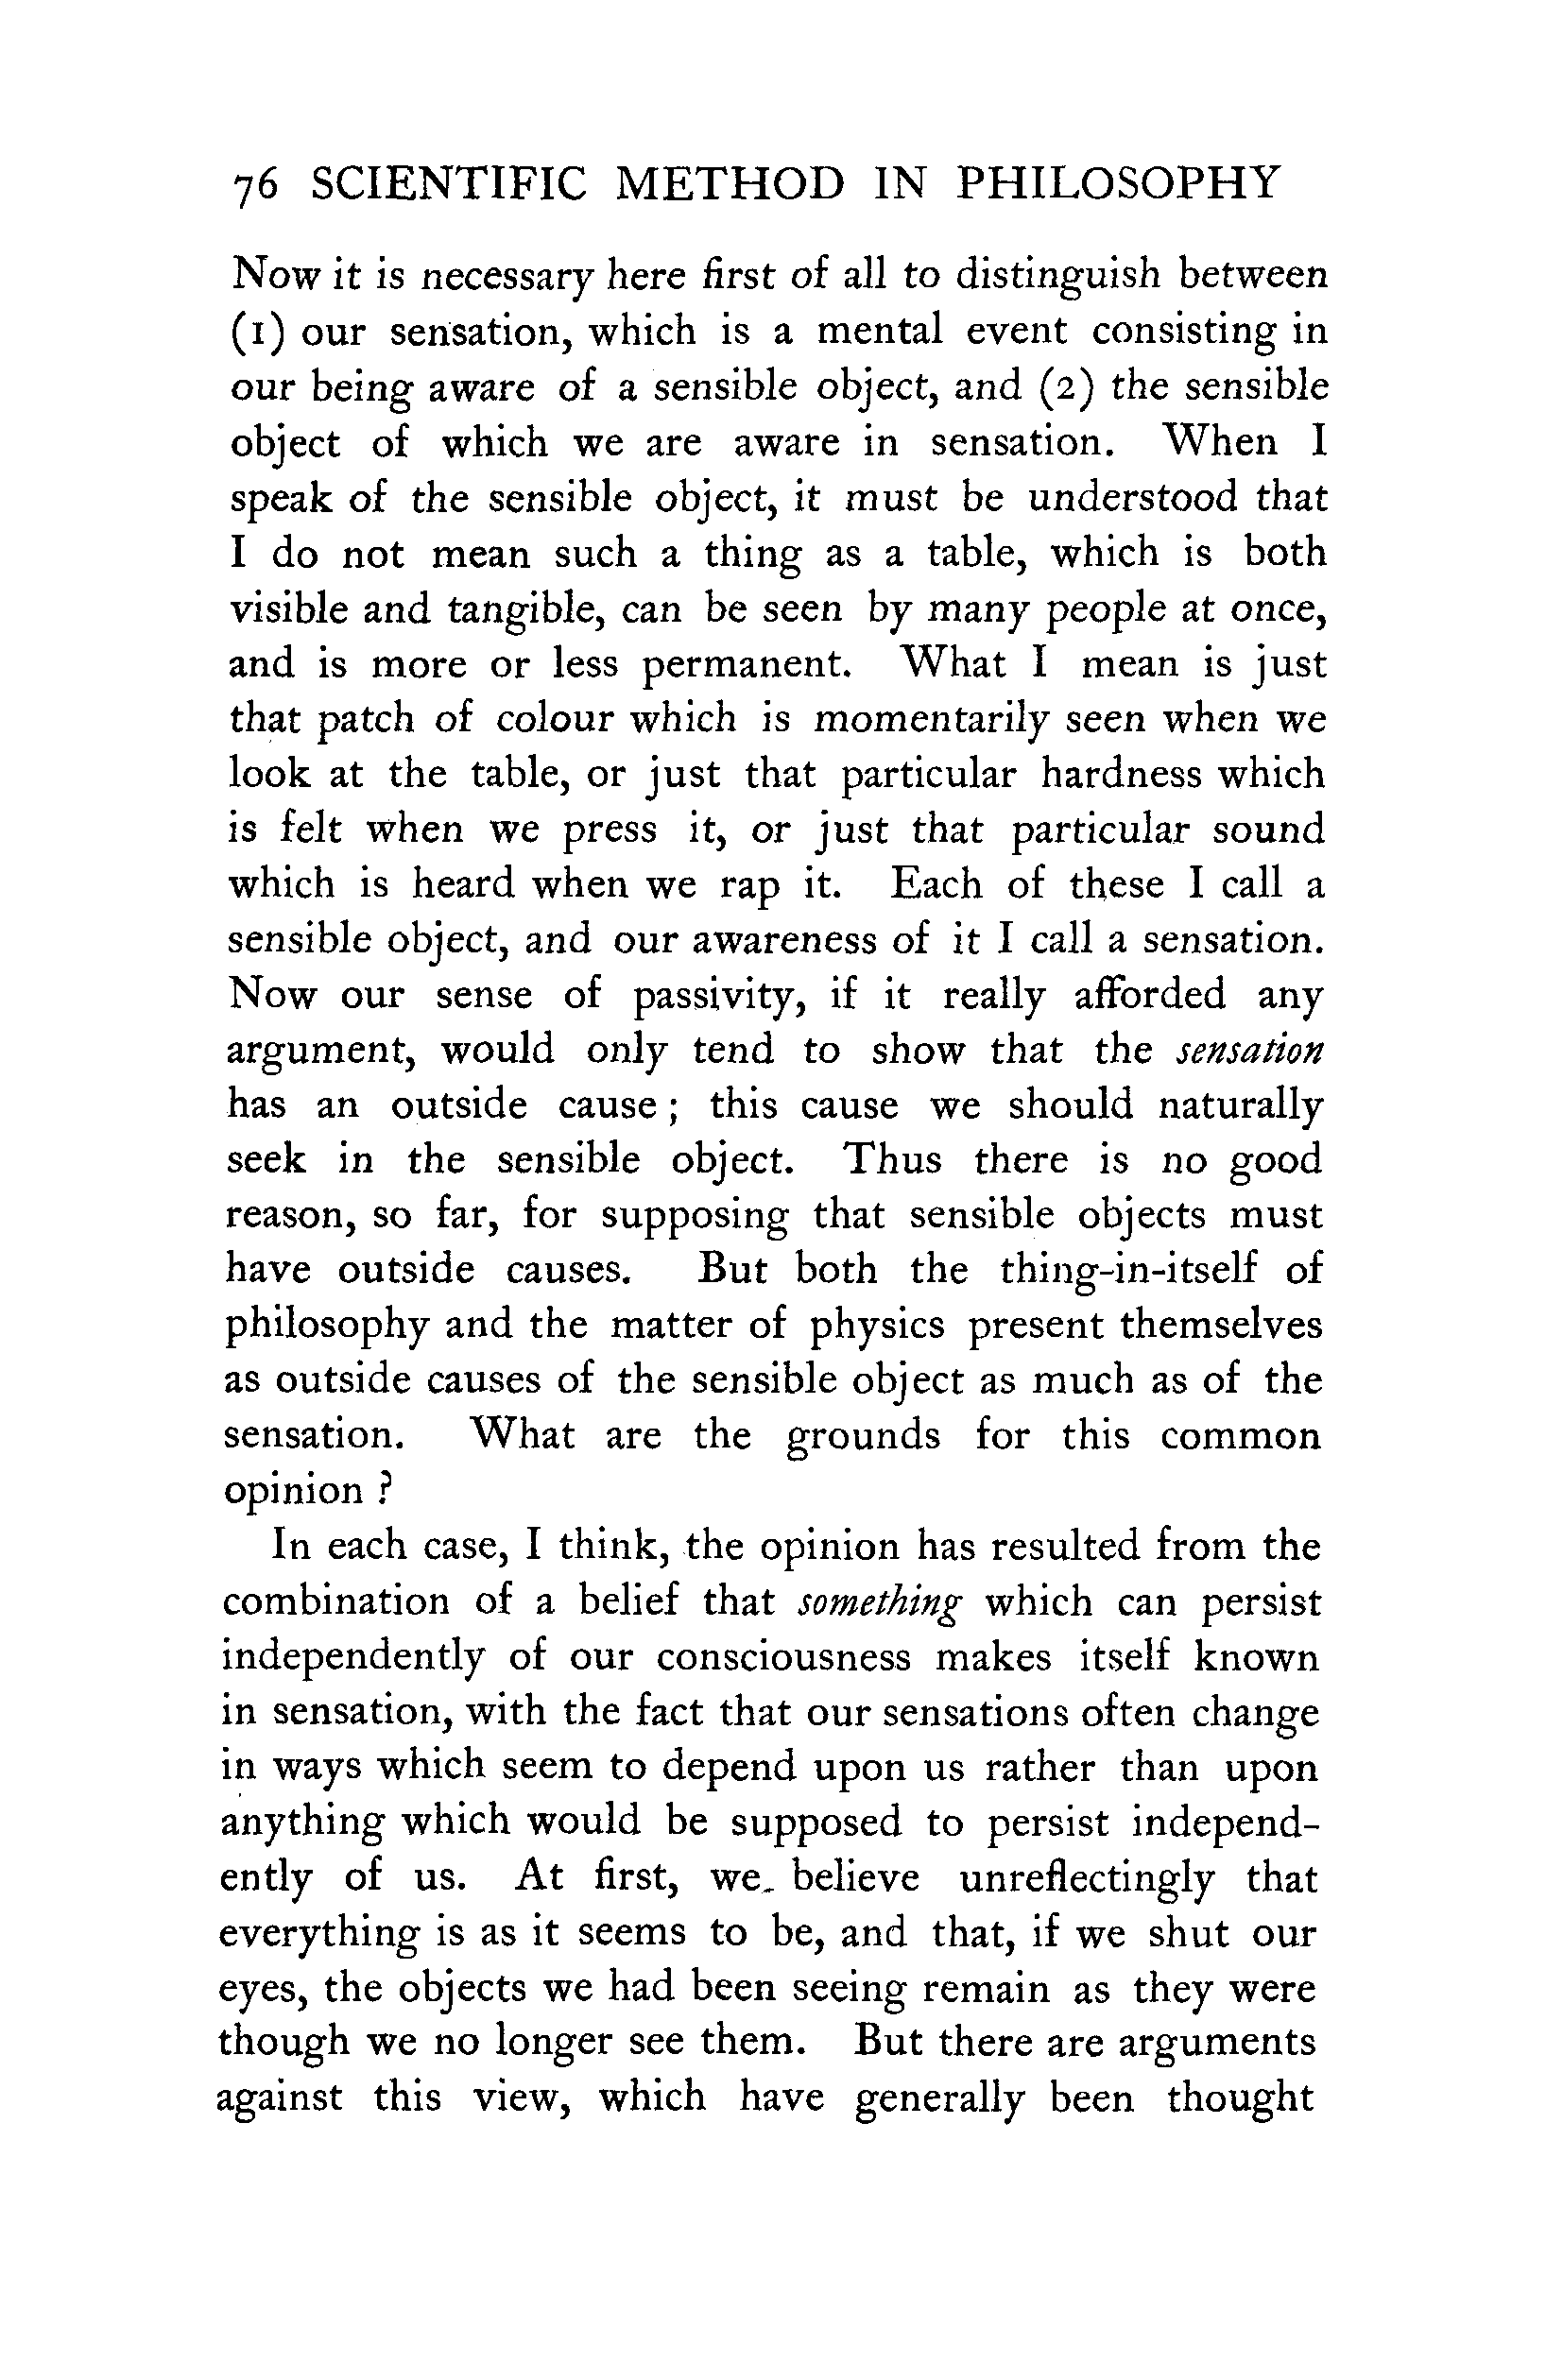 76 SCIENTIFIC METHOD IN PHILOSOPHY
Now it is necessary here first of all to distinguish between
(1) our sensation, which is a mental event consisting in
our being aware of a sensible object, and (2) the sensible
object of which we are aware in sensation. When I
speak of the sensible object, it must be understood that
I do not mean such a thing as a table, which is both
visible and tangible, can be seen by many people at once,
and is more or less permanent. What I mean is just
that patch of colour which is momentarily seen when we
look at the table, or just that particular hardness which
is felt when we press it, or just that particular sound
which is heard when we rap it. Each of these I call a
sensible object, and our awareness of it I call a sensation.
Now our sense of passivity, if it really afforded any
argument, would only tend to show that the sensation
has an outside cause ; this cause we should naturally
seek in the sensible object. Thus there is no good
reason, so far, for supposing that sensible objects must
have outside causes. But both the thing-in-itself of
philosophy and the matter of physics present themselves
as outside causes of the sensible object as much as of the
sensation. What are the grounds for this common
opinion ?
In each case, I think, the opinion has resulted from the
combination of a belief that something which can persist
independently of our consciousness makes itself known
in sensation, with the fact that our sensations often change
in ways which seem to depend upon us rather than upon
anything which would be supposed to persist independ-
ently of us. At first, we believe unreflectingly that
everything is as it seems to be, and that, if we shut our
eyes, the objects we had been seeing remain as they were
though we no longer see them. But there are arguments
against this view, which have generally been thought